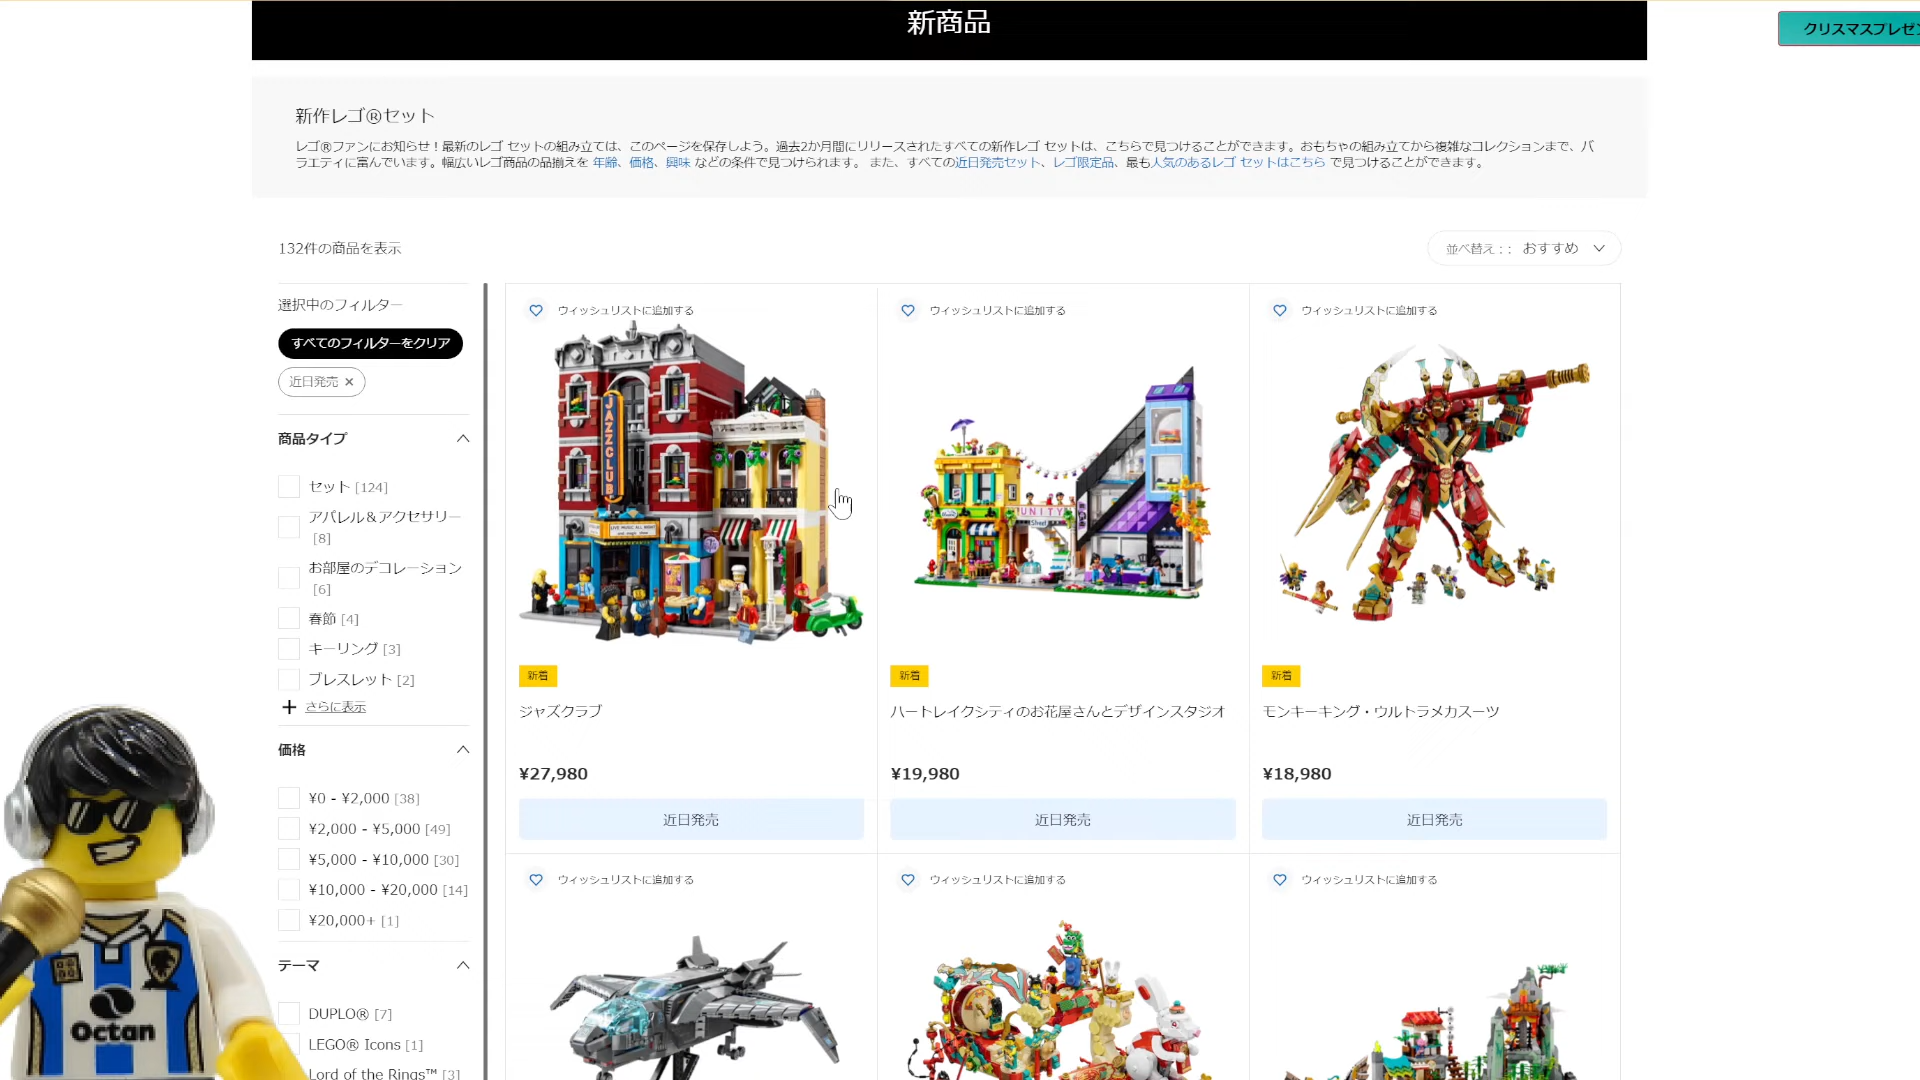 新商品
クリスマスプレゼン
新作レゴ®セット
レゴ®ファンにお知らせ！最新のレゴ セットの組み立ては、このページを保存しよう。過去2か月間にリリースされたすべての新作レゴ セットは、こちらで見つけることができます。おもちゃの組み立てから複雑なコレクションまで、バ
ラエティに富んでいます。幅広いレゴ商品の品揃えを 年齢、価格、興味 などの条件で見つけられます。 また、すべての近日発売セット、レゴ限定品、最も人気のあるレゴ セットはこちら で見つけることができます。
132件の商品を表示
並べ替え：: おすすめ
選択中のフィルター
すべてのフィルターをクリア
近日発売 ×
商品タイプ
セット [124]
アパレル＆アクセサリー
[8]
お部屋のデコレーション
[6]
春節 [4]
キーリング [3]
ブレスレット [2]
+ さらに表示
価格
¥0 - ¥2,000 [38]
¥2,000 - ¥5,000 [49]
¥5,000 - ¥10,000 [30]
¥10,000 - ¥20,000 [14]
¥20,000+ [1]
テーマ
DUPLO® [7]
LEGO® Icons [1]
Lord of the Rings™ [3]
ウィッシュリストに追加する
JAZZ CLUB
新着
ジャズクラブ
¥27,980
近日発売
ウィッシュリストに追加する
UNITY
新着
ハートレイクシティのお花屋さんとデザインスタジオ
¥19,980
近日発売
ウィッシュリストに追加する
新着
モンキーキング・ウルトラメカスーツ
¥18,980
近日発売
ウィッシュリストに追加する
ウィッシュリストに追加する
ウィッシュリストに追加する
Octan